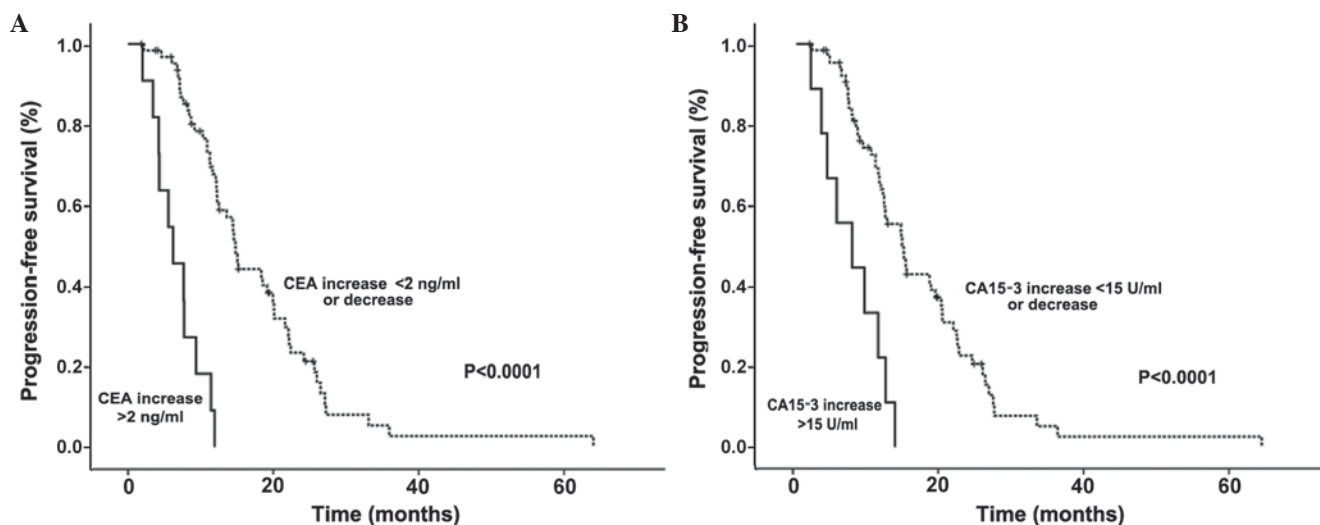 A
Progression-free survival (%)
1.0
0.8
0.6
0.4
0.2
0.0
CEA increase <2 ng/ml
or decrease
CEA increase
>2 ng/ml
P<0.0001
0 20 40 60
Time (months)
B
Progression-free survival (%)
1.0
0.8
0.6
0.4
0.2
0.0
CA15-3 increase <15 U/ml
or decrease
CA15-3 increase
>15 U/ml
P<0.0001
0 20 40 60
Time (months)